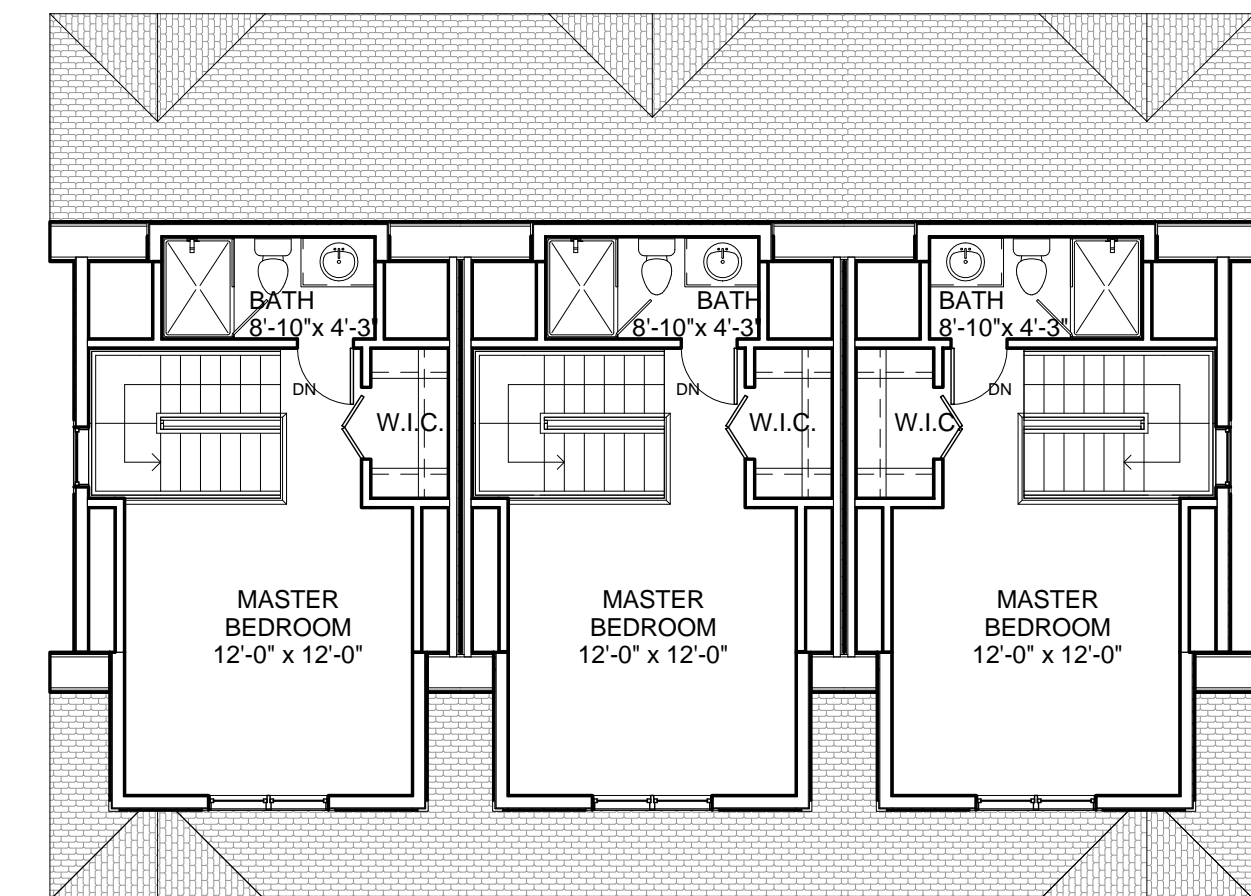 BATH
8'-10"x 4'-3"
BATH
8'-10"x 4'-3"
BATH
8'-10"x 4'-3"
DN
W.I.C.
DN
W.I.C.
W.I.C.
DN
MASTER
BEDROOM
12'-0" x 12'-0"
MASTER
BEDROOM
12'-0" x 12'-0"
MASTER
BEDROOM
12'-0" x 12'-0"